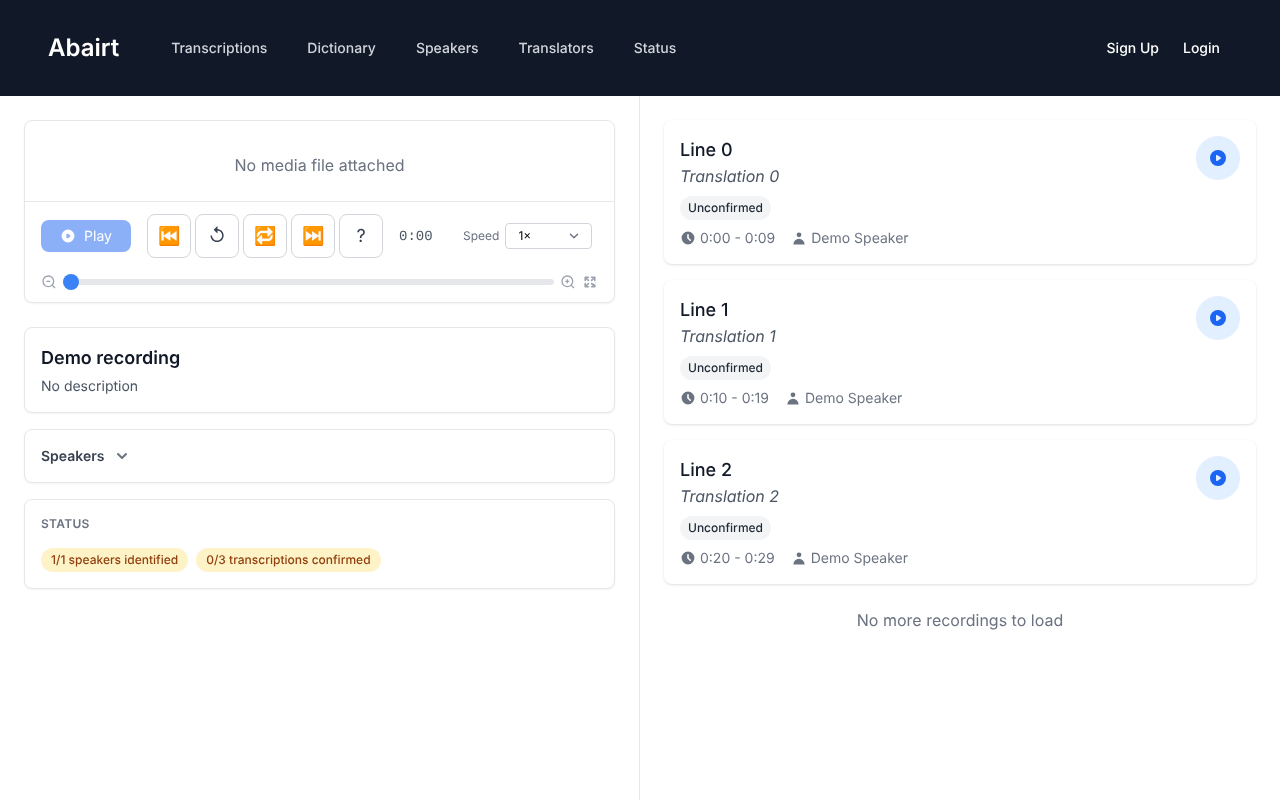 Abairt Transcriptions Dictionary Speakers Translators Status Sign Up Login
No media file attached
Play ? 0:00 Speed 1×
Demo recording
No description
Speakers
STATUS
1/1 speakers identified 0/3 transcriptions confirmed
Line 0
Translation 0
Unconfirmed
0:00 - 0:09 Demo Speaker
Line 1
Translation 1
Unconfirmed
0:10 - 0:19 Demo Speaker
Line 2
Translation 2
Unconfirmed
0:20 - 0:29 Demo Speaker
No more recordings to load